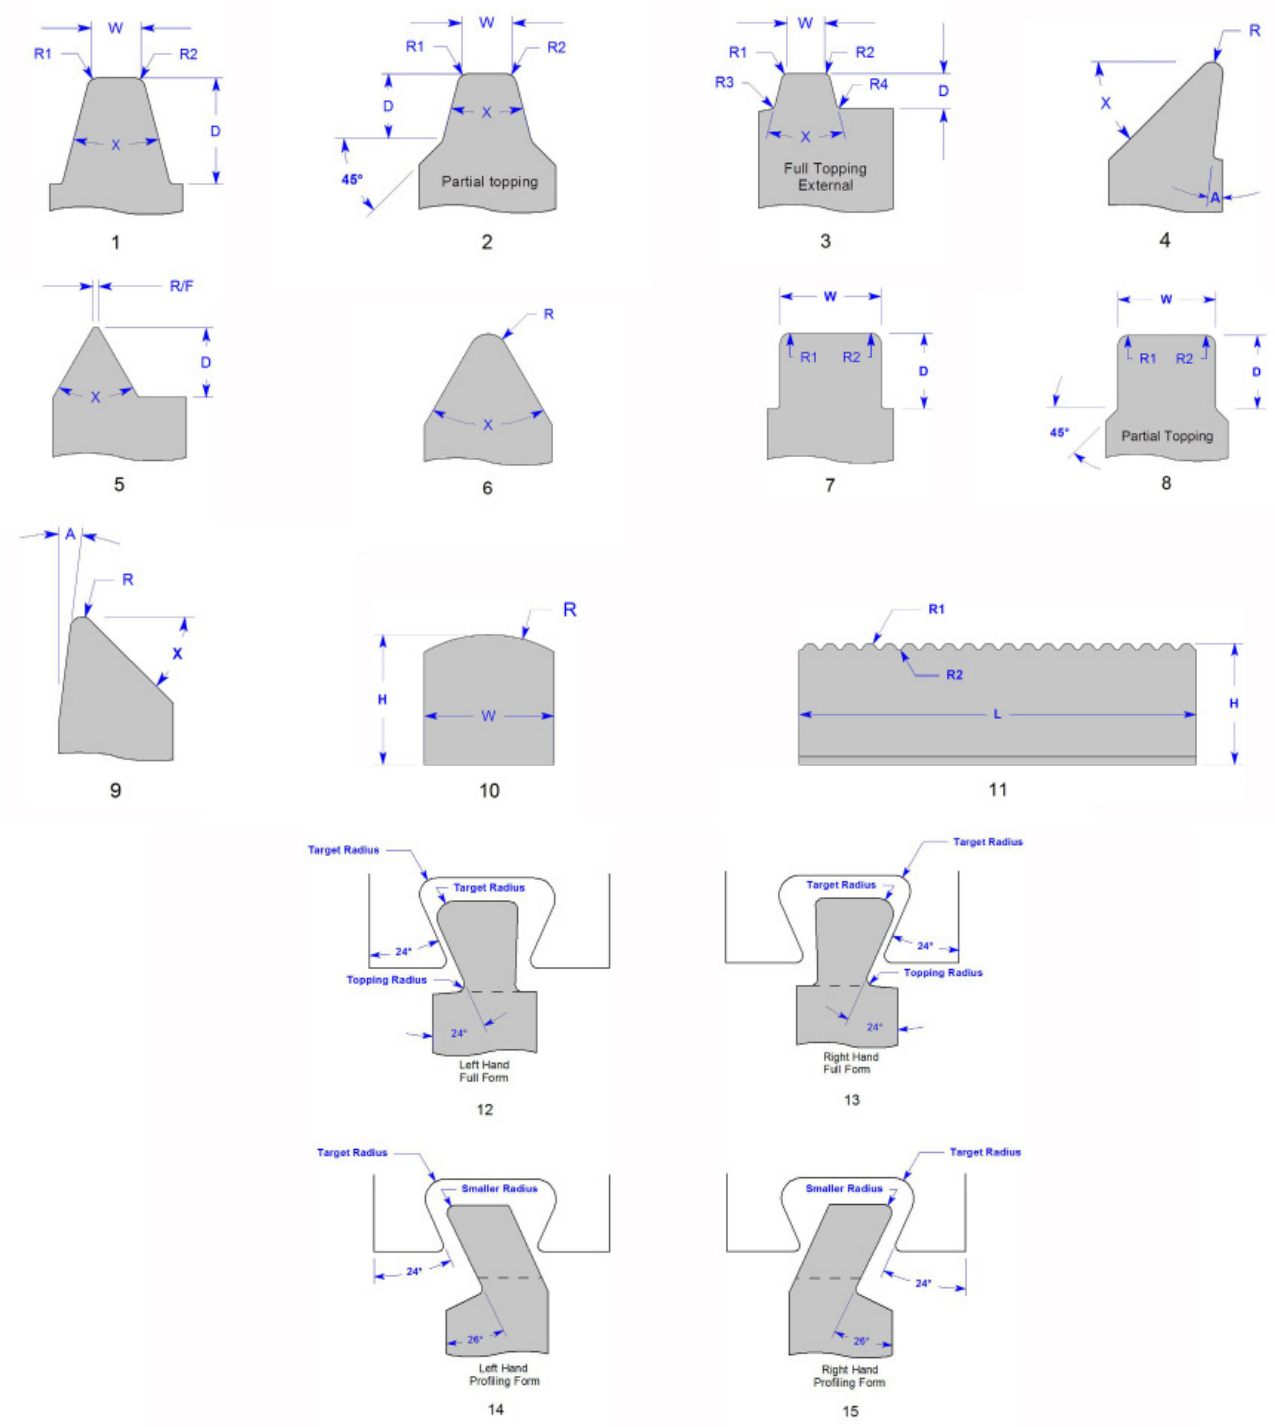 W
R1
R2
D
X
1
W
R1
R2
D
X
45°
Partial topping
2
W
R1
R2
R3
R4
D
X
Full Topping
External
3
R
X
A
4
R/F
D
X
5
R
X
6
W
R1
R2
D
7
W
R1
R2
D
45°
Partial Topping
8
A
R
X
9
R
H
W
10
R1
R2
L
H
11
Target Radius
Target Radius
24°
Topping Radius
24°
Left Hand
Full Form
12
Target Radius
Target Radius
24°
Topping Radius
24°
Right Hand
Full Form
13
Target Radius
Smaller Radius
24°
26°
Left Hand
Profiling Form
14
Target Radius
Smaller Radius
24°
26°
Right Hand
Profiling Form
15